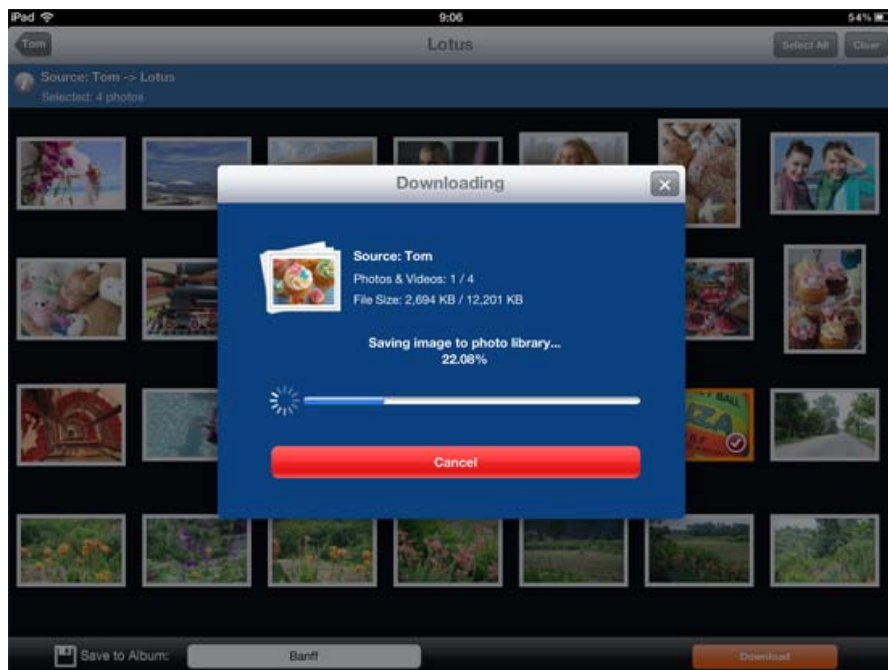 iPad 9:06 54%
Tom Lotus Select All Clear
Source: Tom -> Lotus
Selected: 4 photos
Downloading
Source: Tom
Photos & Videos: 1 / 4
File Size: 2,694 KB / 12,201 KB
Saving image to photo library...
22.08%
Cancel
BALL
ZA
Save to Album: Banff Download